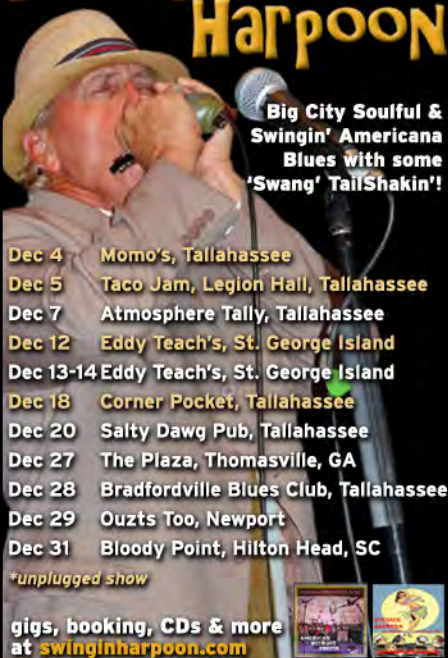 Harpoon
Big City Soulful &
Swingin' Americana
Blues with some
'Swang' TailShakin'!
Dec 4 Momo's, Tallahassee
Dec 5 Taco Jam, Legion Hall, Tallahassee
Dec 7 Atmosphere Tally, Tallahassee
Dec 12 Eddy Teach's, St. George Island
Dec 13-14 Eddy Teach's, St. George Island
Dec 18 Corner Pocket, Tallahassee
Dec 20 Salty Dawg Pub, Tallahassee
Dec 27 The Plaza, Thomasville, GA
Dec 28 Bradfordville Blues Club, Tallahassee
Dec 29 Ouzts Too, Newport
Dec 31 Bloody Point, Hilton Head, SC
*unplugged show
gigs, booking, CDs & more
at swinginharpoon.com